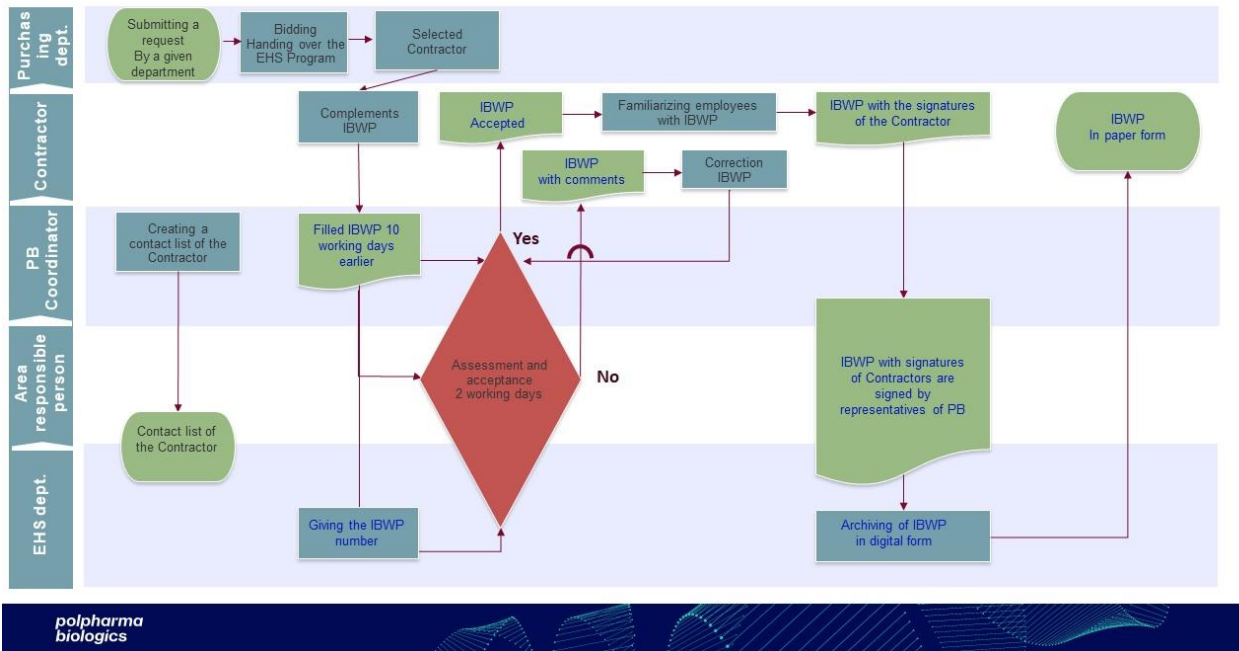 Purchas
ing
dept.
Submitting a
request
By a given
department
Bidding
Handing over the
EHS Program
Selected
Contractor
Contractor
Complements
IBWP
IBWP
Accepted
Familiarizing employees
with IBWP
IBWP with the signatures
of the Contractor
IBWP
In paper form
IBWP
with comments
Correction
IBWP
PB
Coordinator
Creating a
contact list of the
Contractor
Filled IBWP 10
working days
earlier
Yes
Area
responsible
person
Assessment and
acceptance
2 working days
No
IBWP with signatures
of Contractors are
signed by
representatives of PB
Contact list of
the Contractor
EHS dept.
Giving the IBWP
number
Archiving of IBWP
in digital form
polpharma
biologics